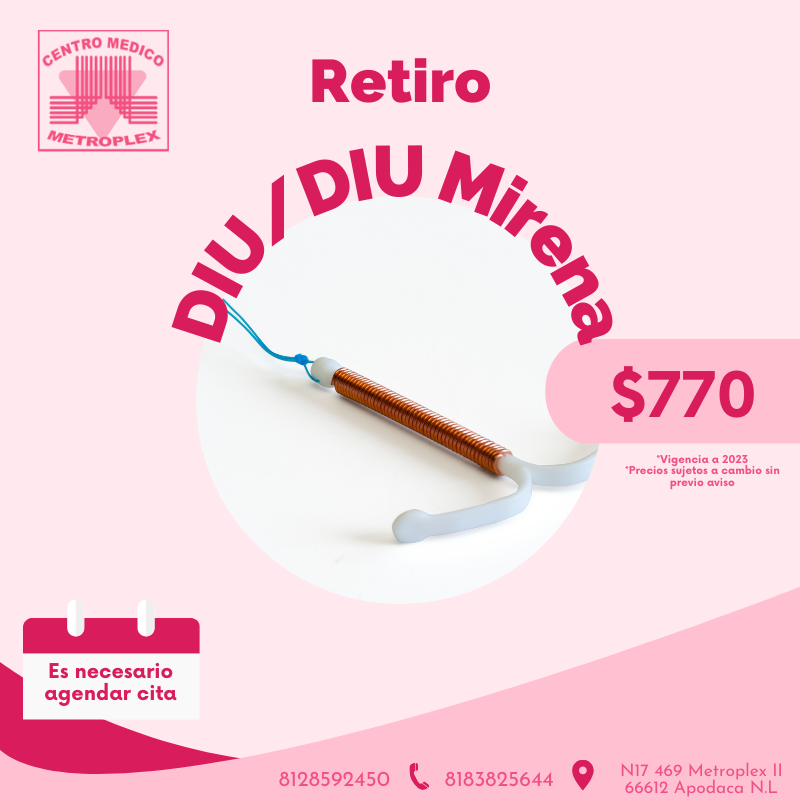 CENTRO MEDICO
METROPLEX
Retiro
DIU/DIU Mirena
$770
*Vigencia a 2023
*Precios sujetos a cambio sin
previo aviso
Es necesario
agendar cita
8128592450 8183825644
N17 469 Metroplex II
66612 Apodaca N.L